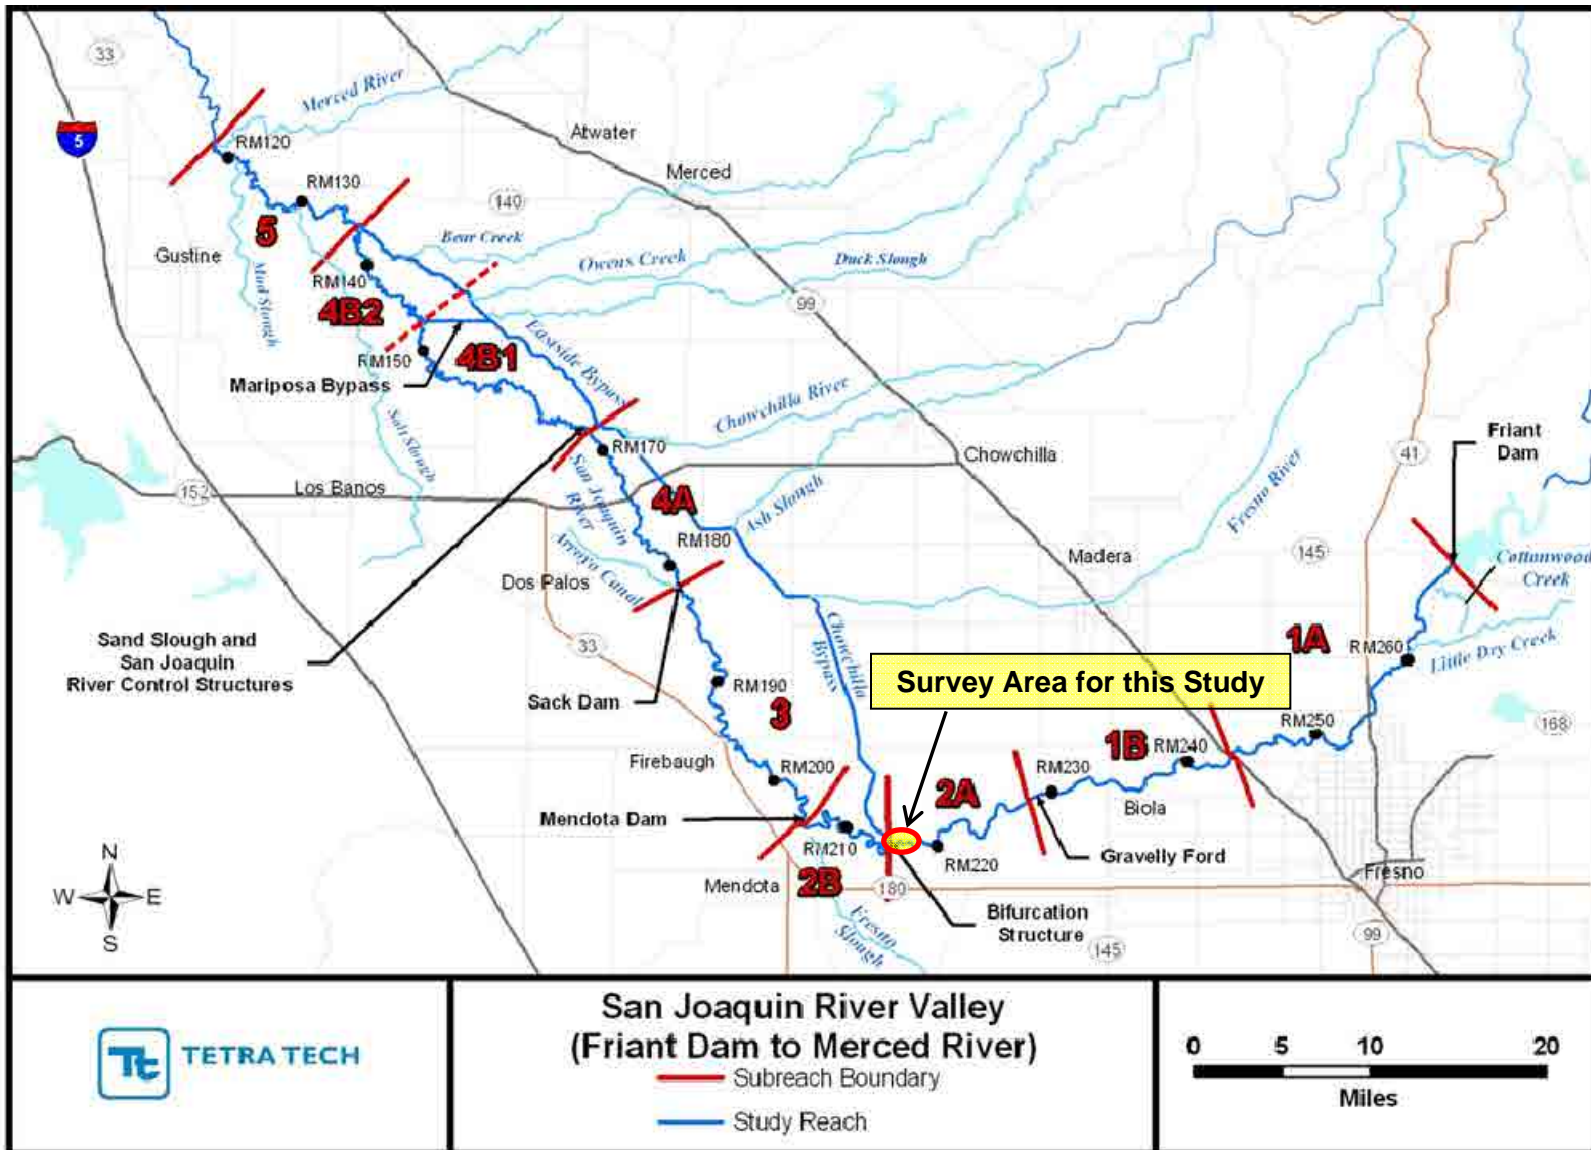 33
Merced River
5
RM120
Atwater
Merced
RM130
140
5
Gustine
Bear Creek
Owens Creek
Duck Slough
Mud Slough
RM140
4B2
99
Eastside Bypass
RM150
4B1
Mariposa Bypass
Salt Slough
Chowchilla River
RM170
Chowchilla
Friant
Dam
41
152
Los Banos
San Joaquin
River
4A
Ash Slough
Fresno River
RM180
Arroyo Canal
Dos Palos
Madera
145
Cottonwood
Creek
Sand Slough and
San Joaquin
River Control Structures
33
Chowchilla
Bypass
1A
RM260
Little Dry Creek
Survey Area for this Study
Sack Dam
RM190
3
RM250
168
1B
RM240
Firebaugh
RM200
2A
RM230
Biola
Mendota Dam
RM210
RM220
Gravelly Ford
N
W
E
S
Mendota
2B
180
Fresno
Fresno
Slough
Bifurcation
Structure
145
99
TETRA TECH
San Joaquin River Valley
(Friant Dam to Merced River)
Subreach Boundary
Study Reach
0 5 10 20
Miles